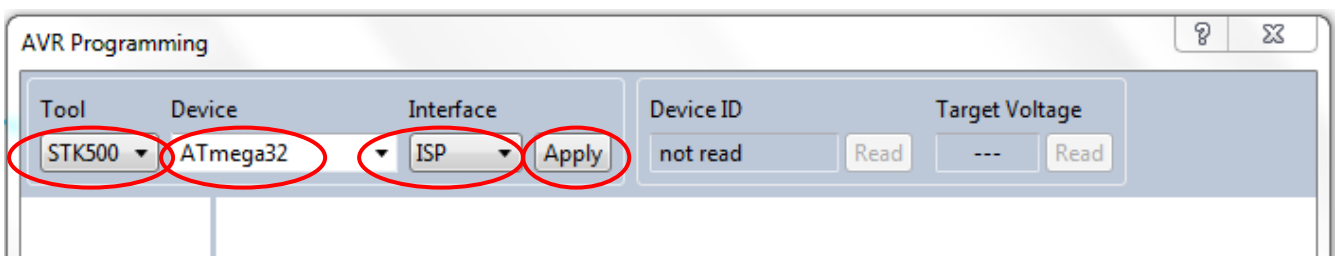 AVR Programming
Tool Device Interface Device ID Target Voltage
STK500 ATmega32 ISP Apply not read Read --- Read